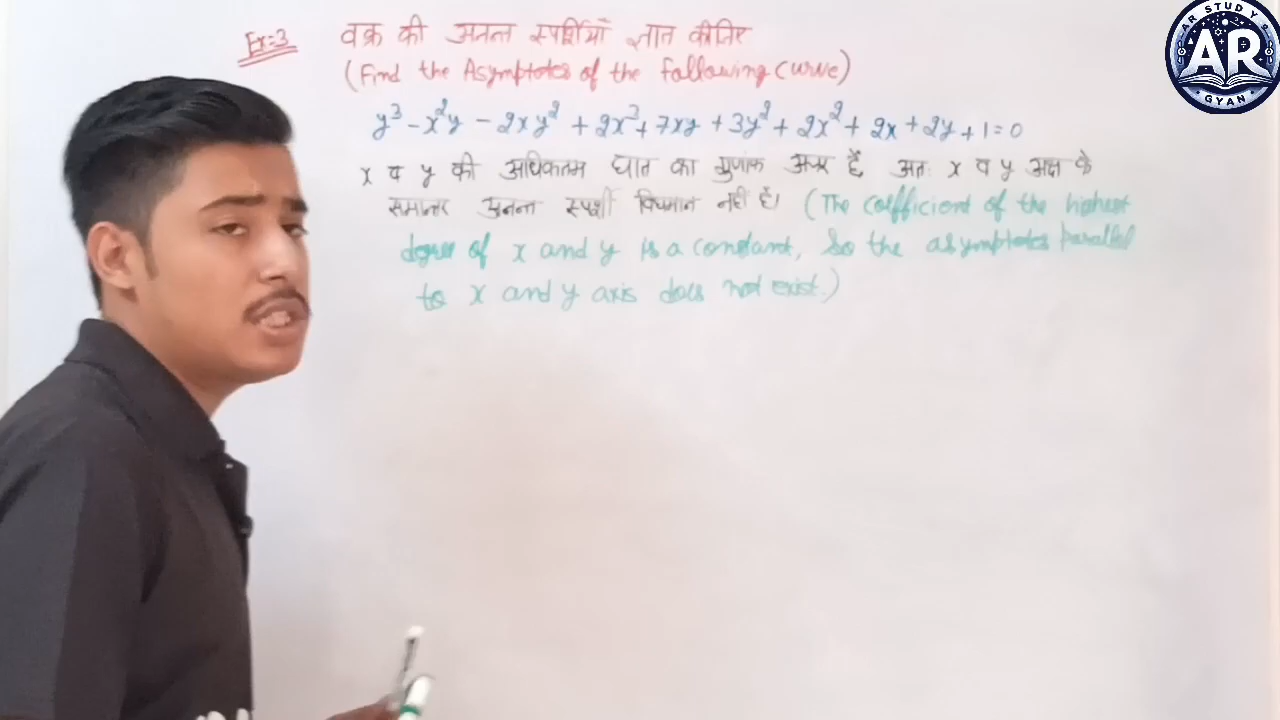 Ex=3 वक्र की अनन्त स्पर्शियाँ ज्ञात कीजिए
(Find the Asymptotes of the following curve)
y³ - x²y - 2xy² + 2x³ + 7xy + 3y² + 2x² + 2x + 2y + 1 = 0
x व y की अधिकतम घात का गुणांक अचर हैं अतः x व y अक्ष के
समान्तर अनन्त स्पर्शी विधमान नहीं हैं। (The coefficient of the highest
degree of x and y is a constant, So the asymptotes parallel
to x and y axis does not exist.)
AR STUDY
AR
GYAN